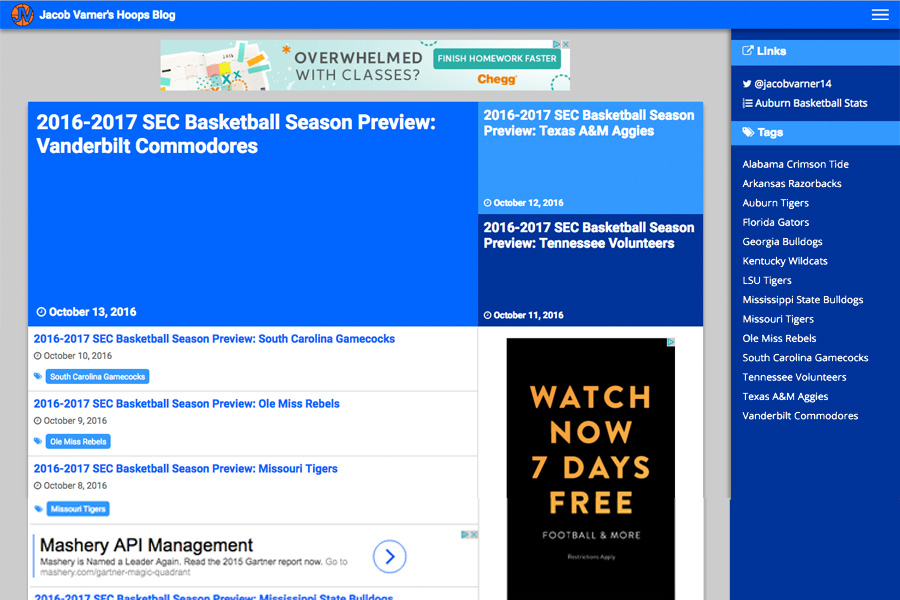 Jacob Varner's Hoops Blog
OVERWHELMED
WITH CLASSES?
FINISH HOMEWORK FASTER
Chegg
2016-2017 SEC Basketball Season Preview:
Vanderbilt Commodores
October 13, 2016
2016-2017 SEC Basketball Season
Preview: Texas A&M Aggies
October 12, 2016
2016-2017 SEC Basketball Season
Preview: Tennessee Volunteers
October 11, 2016
2016-2017 SEC Basketball Season Preview: South Carolina Gamecocks
October 10, 2016
South Carolina Gamecocks
2016-2017 SEC Basketball Season Preview: Ole Miss Rebels
October 9, 2016
Ole Miss Rebels
2016-2017 SEC Basketball Season Preview: Missouri Tigers
October 8, 2016
Missouri Tigers
Mashery API Management
Mashery is Named a Leader Again. Read the 2015 Gartner report now. Go to
mashery.com/gartner-magic-quadrant
2016-2017 SEC Basketball Season Preview: Mississippi State Bulldogs
WATCH
NOW
7 DAYS
FREE
FOOTBALL & MORE
Restrictions Apply
Links
@jacobvarner14
Auburn Basketball Stats
Tags
Alabama Crimson Tide
Arkansas Razorbacks
Auburn Tigers
Florida Gators
Georgia Bulldogs
Kentucky Wildcats
LSU Tigers
Mississippi State Bulldogs
Missouri Tigers
Ole Miss Rebels
South Carolina Gamecocks
Tennessee Volunteers
Texas A&M Aggies
Vanderbilt Commodores